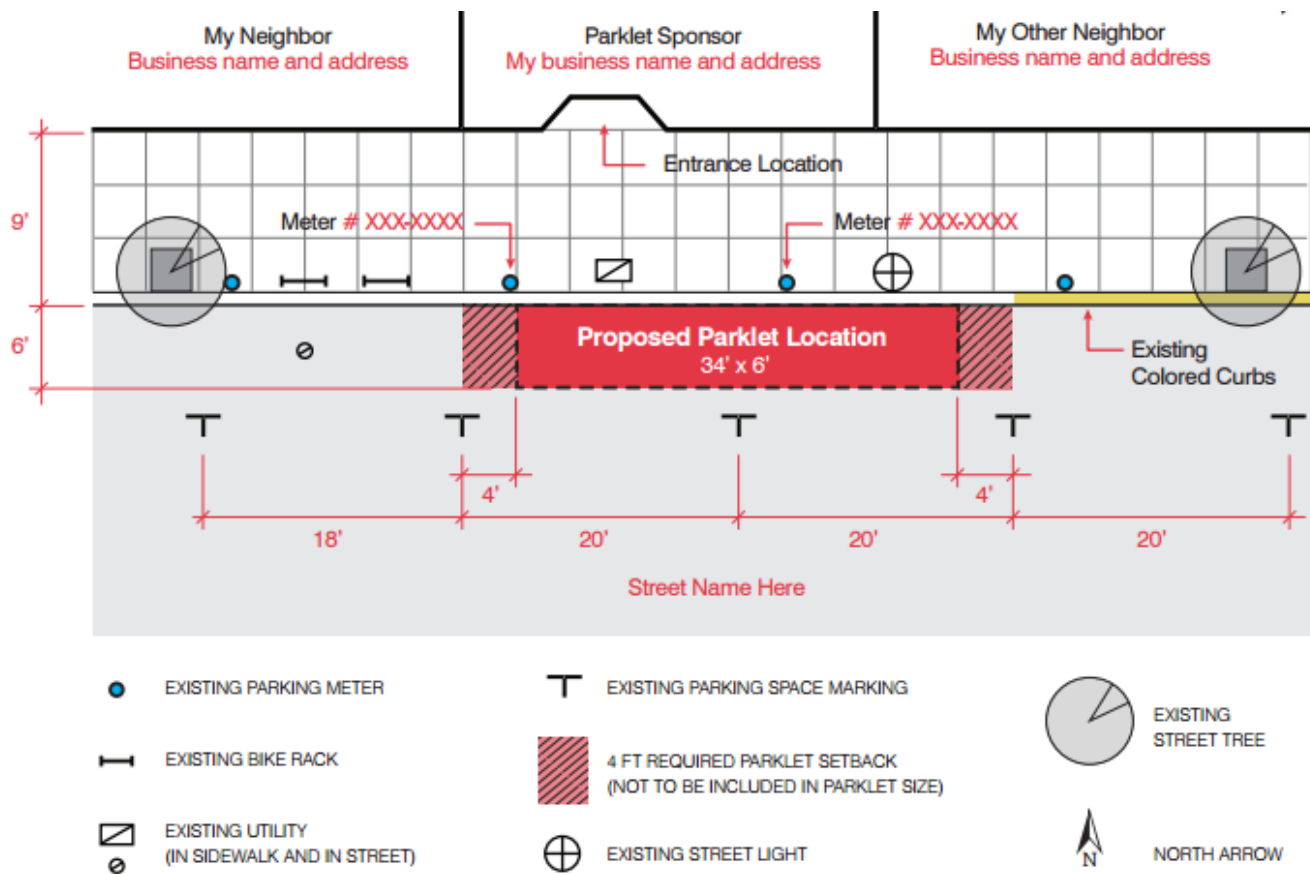 My Neighbor
Business name and address
Parklet Sponsor
My business name and address
My Other Neighbor
Business name and address
Entrance Location
9'
Meter # XXX-XXXX
Meter # XXX-XXXX
6'
Proposed Parklet Location
34' x 6'
Existing
Colored Curbs
4'
4'
18'
20'
20'
20'
Street Name Here
EXISTING PARKING METER
EXISTING PARKING SPACE MARKING
EXISTING
STREET TREE
EXISTING BIKE RACK
4 FT REQUIRED PARKLET SETBACK
(NOT TO BE INCLUDED IN PARKLET SIZE)
EXISTING UTILITY
(IN SIDEWALK AND IN STREET)
EXISTING STREET LIGHT
N
NORTH ARROW